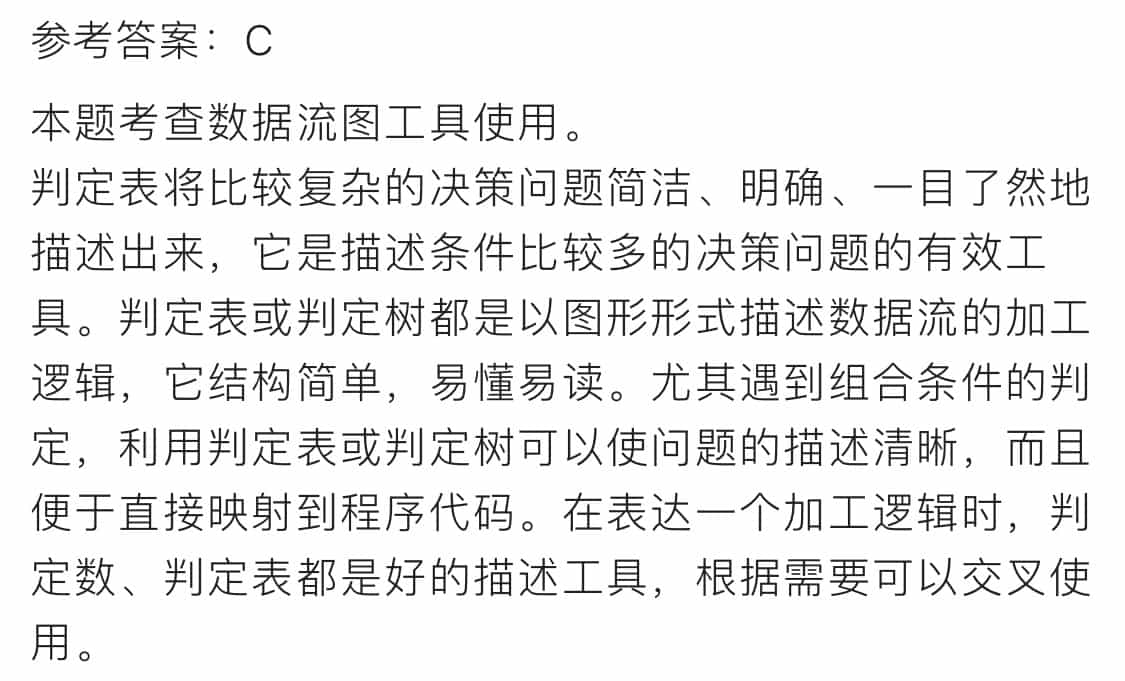 参考答案：C
本题考查数据流图工具使用。
判定表将比较复杂的决策问题简洁、明确、一目了然地
描述出来，它是描述条件比较多的决策问题的有效工
具。判定表或判定树都是以图形形式描述数据流的加工
逻辑，它结构简单，易懂易读。尤其遇到组合条件的判
定，利用判定表或判定树可以使问题的描述清晰，而且
便于直接映射到程序代码。在表达一个加工逻辑时，判
定数、判定表都是好的描述工具，根据需要可以交叉使
用。